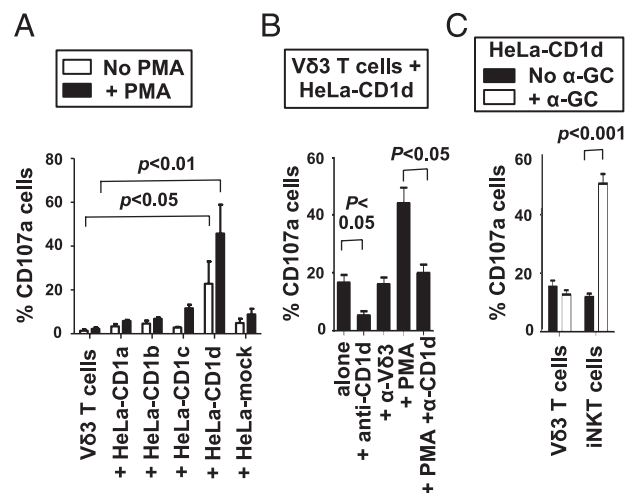 A
No PMA
+ PMA
% CD107a cells
80
60
40
20
0
p<0.01
p<0.05
Vδ3 T cells
+ HeLa-CD1a
+ HeLa-CD1b
+ HeLa-CD1c
+ HeLa-CD1d
+ HeLa-mock
B
Vδ3 T cells +
HeLa-CD1d
% CD107a cells
60
40
20
0
P<
0.05
P<0.05
alone
+ anti-CD1d
+ α-Vδ3
+ PMA
+ PMA +α-CD1d
C
HeLa-CD1d
No α-GC
+ α-GC
% CD107a cells
60
40
20
0
p<0.001
Vδ3 T cells
iNKT cells